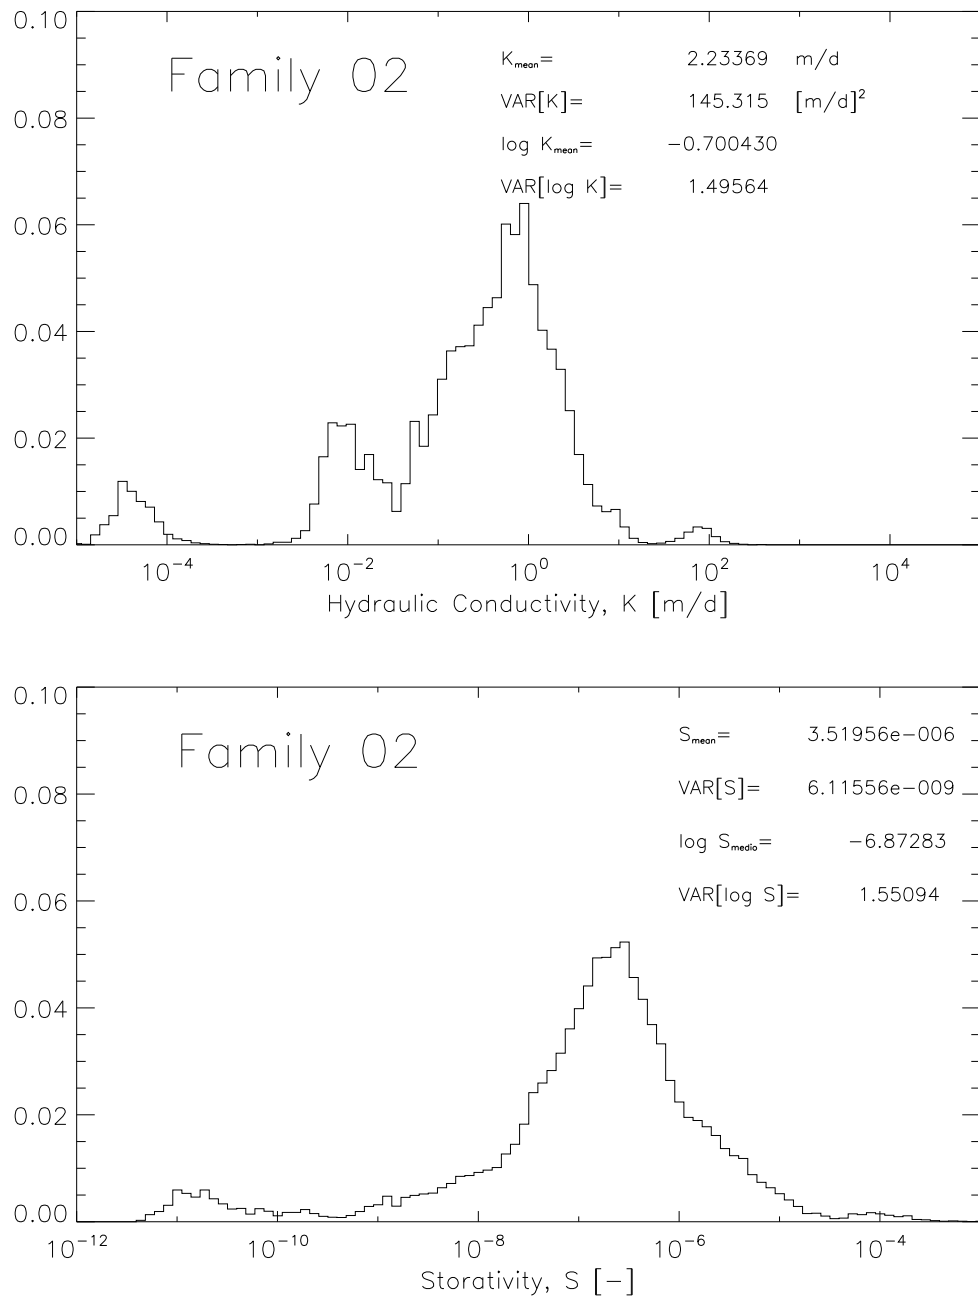 0.10
Family 02
K_mean= 2.23369 m/d
VAR[K]= 145.315 [m/d]²
log K_mean= −0.700430
VAR[log K]= 1.49564
0.08
0.06
0.04
0.02
0.00
10⁻⁴ 10⁻² 10⁰ 10² 10⁴
Hydraulic Conductivity, K [m/d]
0.10
Family 02
S_mean= 3.51956e−006
VAR[S]= 6.11556e−009
log S_media= −6.87283
VAR[log S]= 1.55094
0.08
0.06
0.04
0.02
0.00
10⁻¹² 10⁻¹⁰ 10⁻⁸ 10⁻⁶ 10⁻⁴
Storativity, S [−]